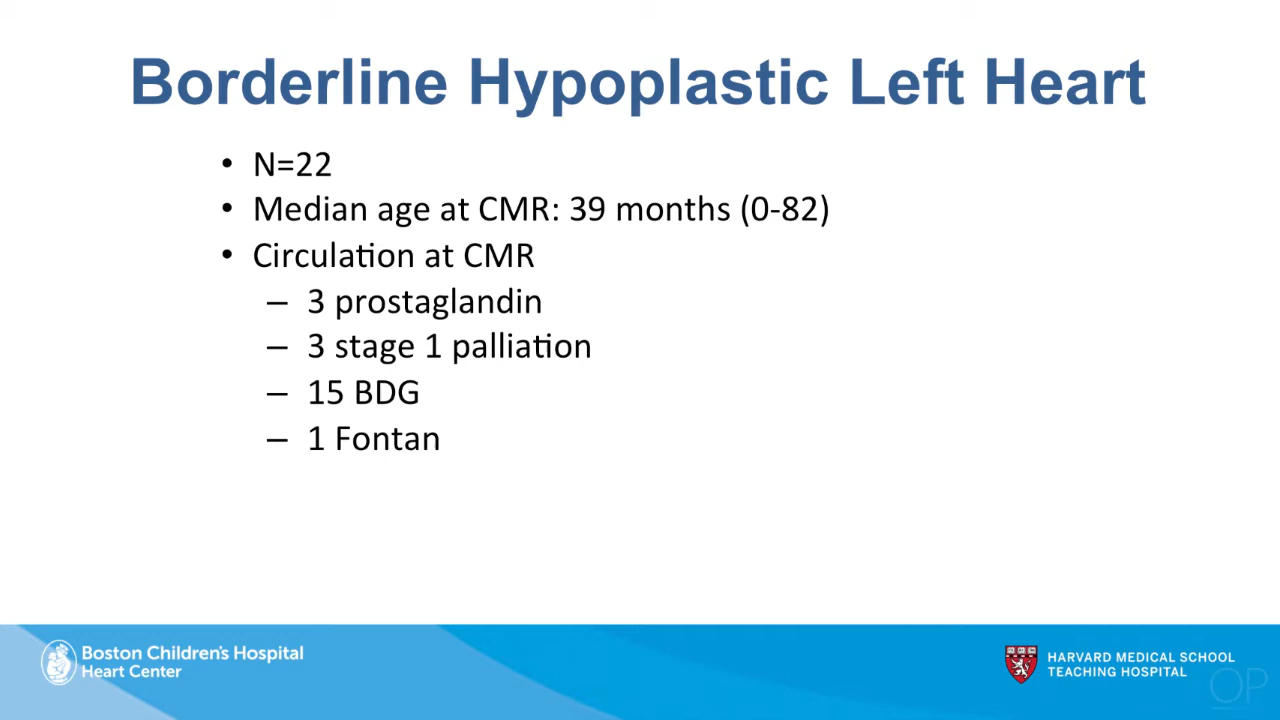 Borderline Hypoplastic Left Heart
• N=22
• Median age at CMR: 39 months (0-82)
• Circulation at CMR
– 3 prostaglandin
– 3 stage 1 palliation
– 15 BDG
– 1 Fontan
Boston Children's Hospital
Heart Center
HARVARD MEDICAL SCHOOL
TEACHING HOSPITAL
OP